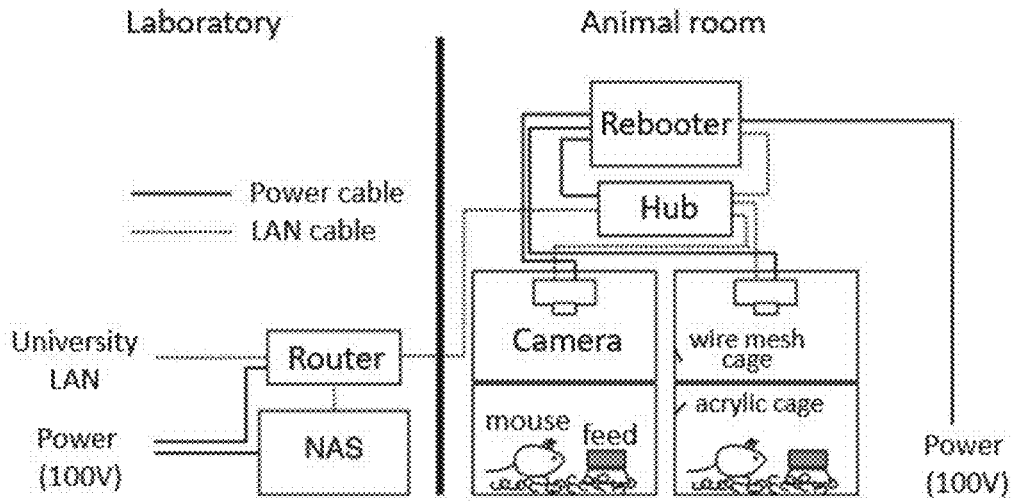 Laboratory
Animal room
Rebooter
Power cable
Hub
LAN cable
University
LAN
Router
Camera
wire mesh
cage
acrylic cage
mouse
feed
NAS
Power
(100V)
Power
(100V)